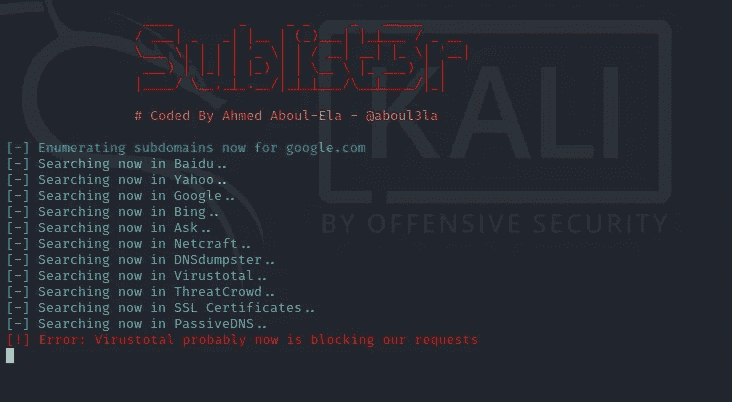 Sublist3r
# Coded By Ahmed Aboul-Ela - @aboul3la
KALI
BY OFFENSIVE SECURITY
[-] Enumerating subdomains now for google.com
[-] Searching now in Baidu..
[-] Searching now in Yahoo..
[-] Searching now in Google..
[-] Searching now in Bing..
[-] Searching now in Ask..
[-] Searching now in Netcraft..
[-] Searching now in DNSdumpster..
[-] Searching now in Virustotal..
[-] Searching now in ThreatCrowd..
[-] Searching now in SSL Certificates..
[-] Searching now in PassiveDNS..
[!] Error: Virustotal probably now is blocking our requests